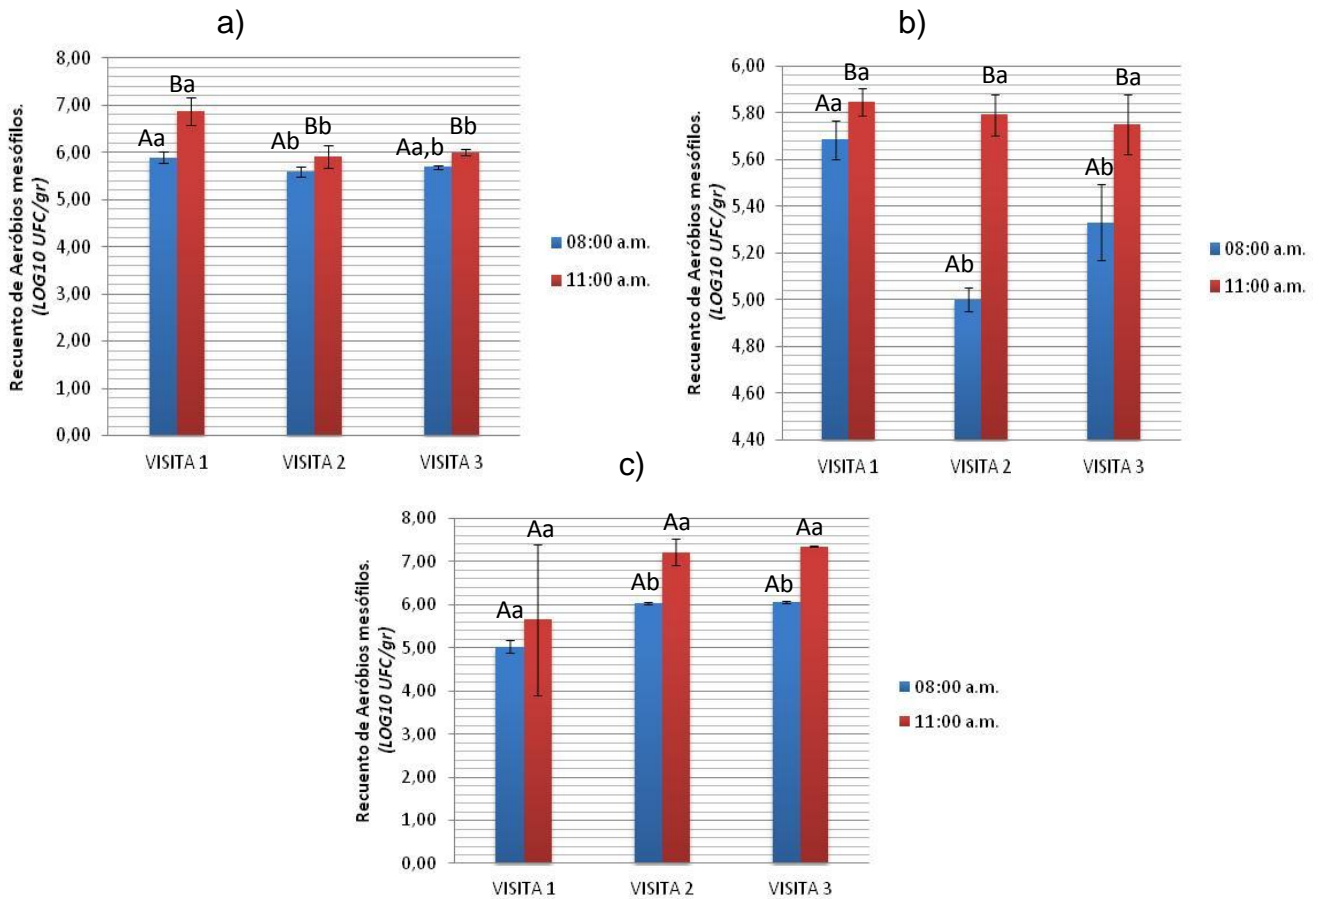 a)
Recuento de Aeróbios mesófilos.
(LOG10 UFC/gr)
8,00
7,00
6,00
5,00
4,00
3,00
2,00
1,00
0,00
Aa
Ba
Ab
Bb
Aa,b
Bb
VISITA 1
VISITA 2
VISITA 3
08:00 a.m.
11:00 a.m.
b)
Recuento de Aeróbios mesófilos.
(LOG10 UFC/gr)
6,00
5,80
5,60
5,40
5,20
5,00
4,80
4,60
4,40
Aa
Ba
Ab
Ba
Ab
Ba
VISITA 1
VISITA 2
VISITA 3
08:00 a.m.
11:00 a.m.
c)
Recuento de Aeróbios mesófilos.
(LOG10 UFC/gr)
8,00
7,00
6,00
5,00
4,00
3,00
2,00
1,00
0,00
Aa
Aa
Ab
Aa
Ab
Aa
VISITA 1
VISITA 2
VISITA 3
08:00 a.m.
11:00 a.m.